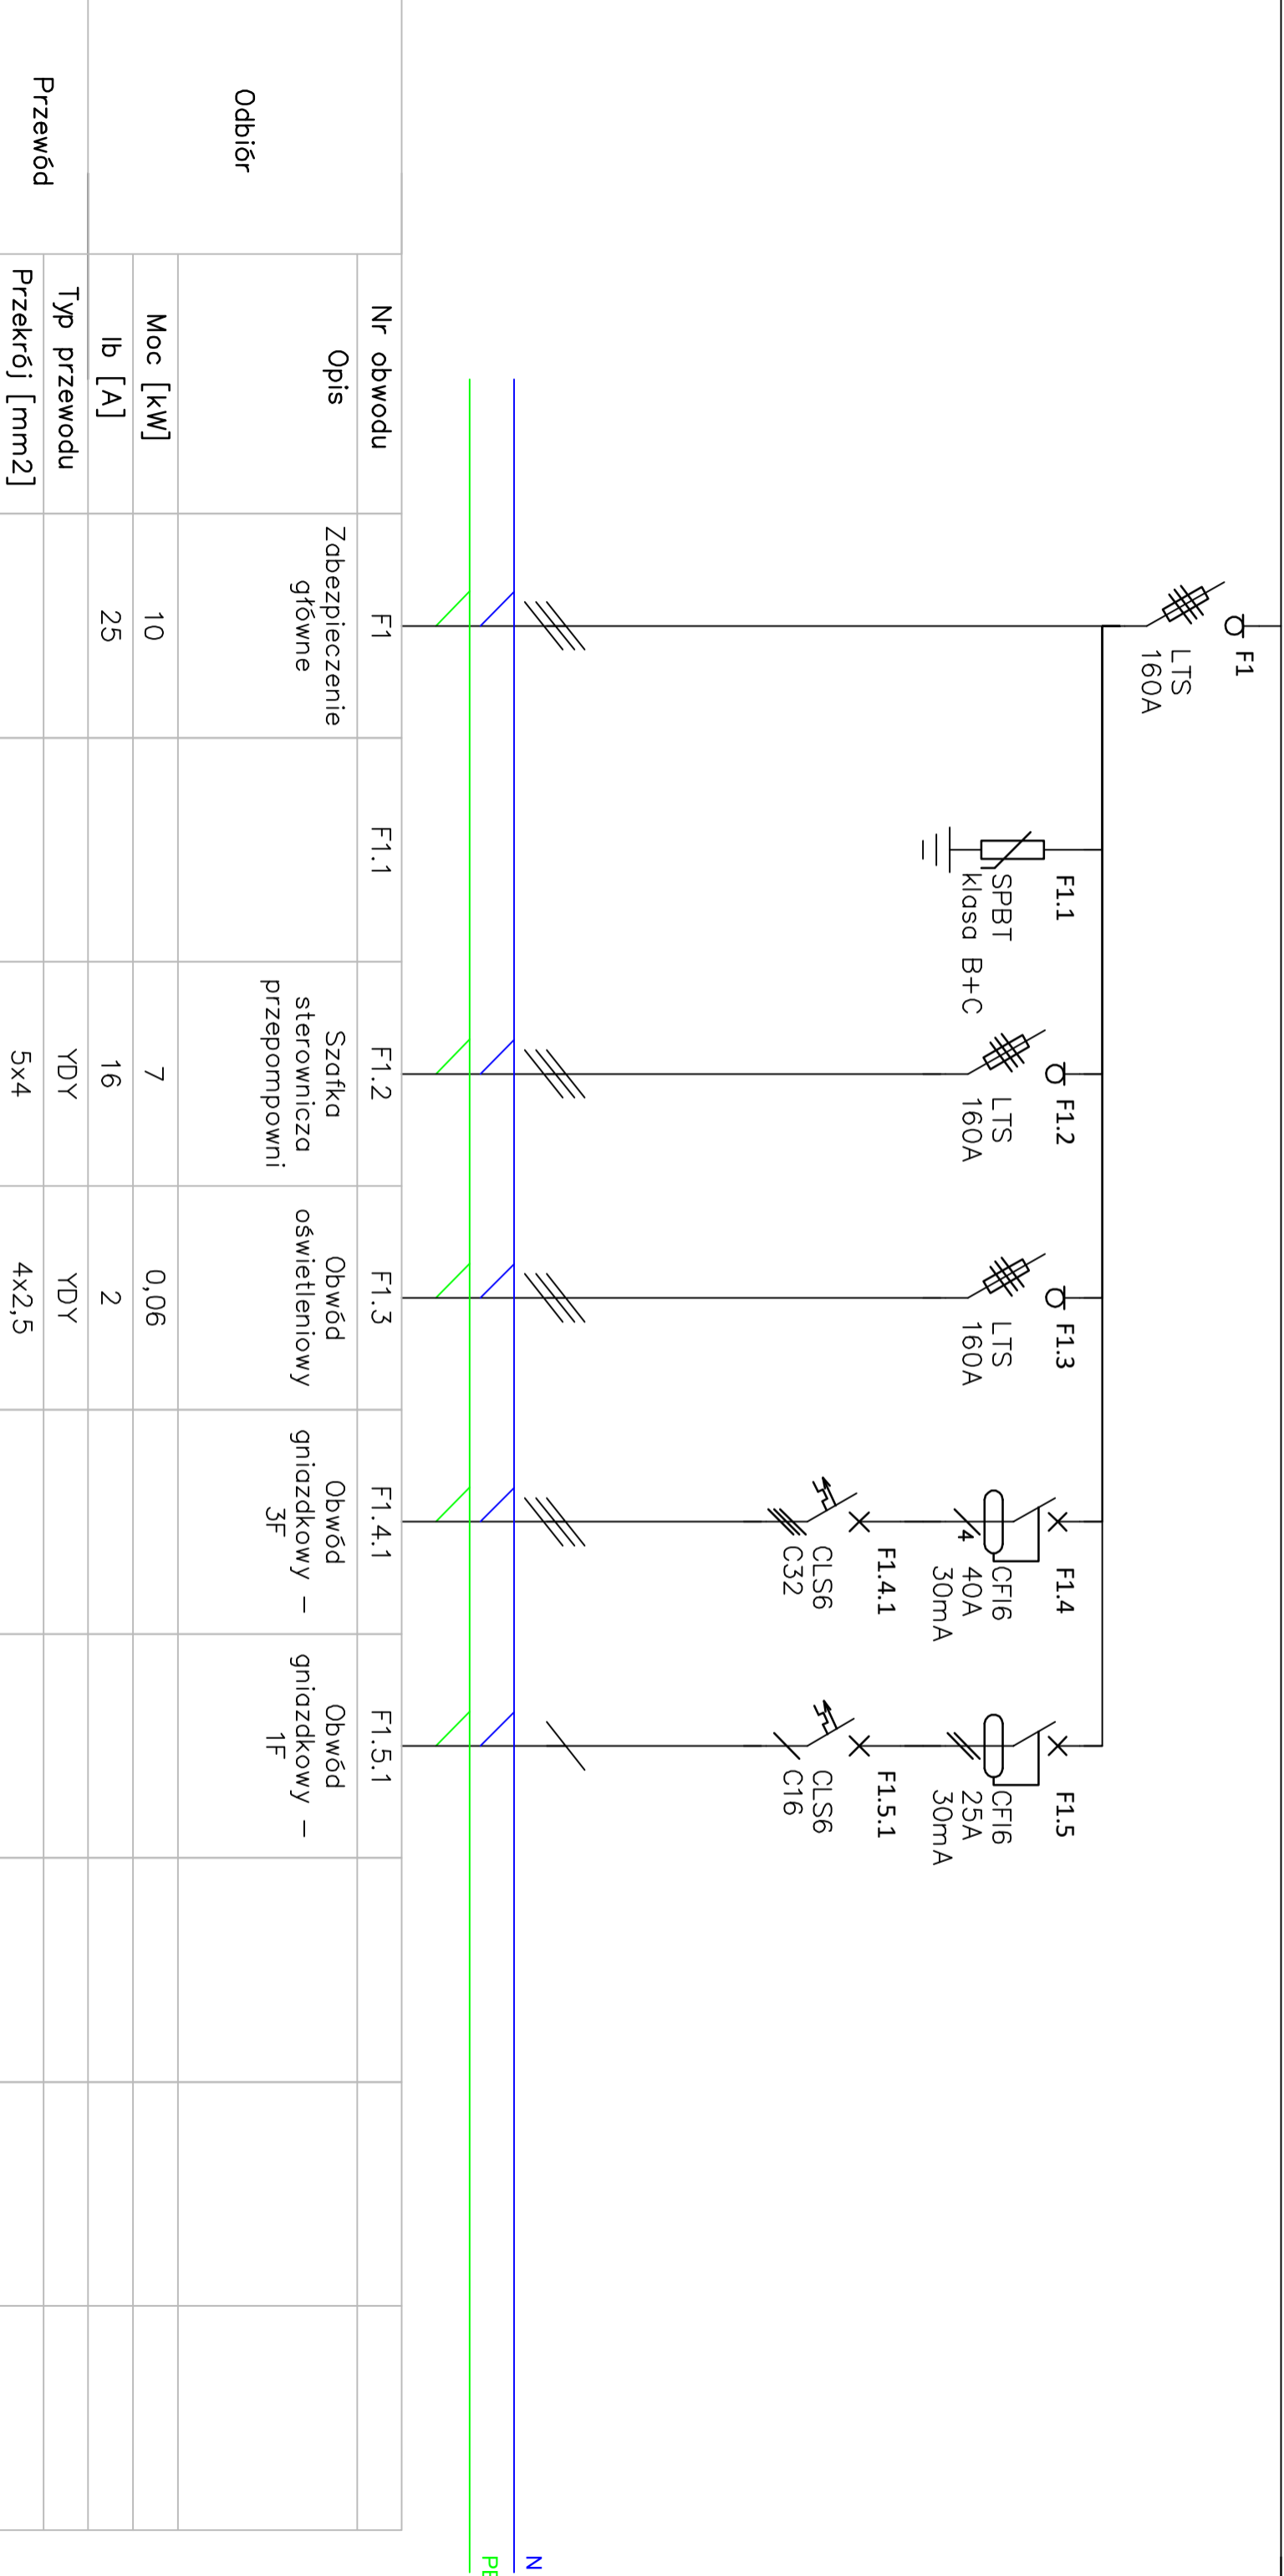 F1
LTS
160A
F1.1
SPBT
klasa B+C
F1.2
LTS
160A
F1.3
LTS
160A
F1.4
CFI6
40A
30mA
4
F1.5
CFI6
25A
30mA
F1.4.1
CLS6
C32
F1.5.1
CLS6
C16
N
PE
Nr obwodu
F1
F1.1
F1.2
F1.3
F1.4.1
F1.5.1
Odbiór
Opis
Zabezpieczenie
główne
Szafka
sterownicza
przepompowni
Obwód
oświetleniowy
Obwód
gniazdkowy –
3F
Obwód
gniazdkowy –
1F
Moc [kW]
10
7
0,06
Ib [A]
25
16
2
Przewód
Typ przewodu
YDY
YDY
Przekrój [mm2]
5x4
4x2,5